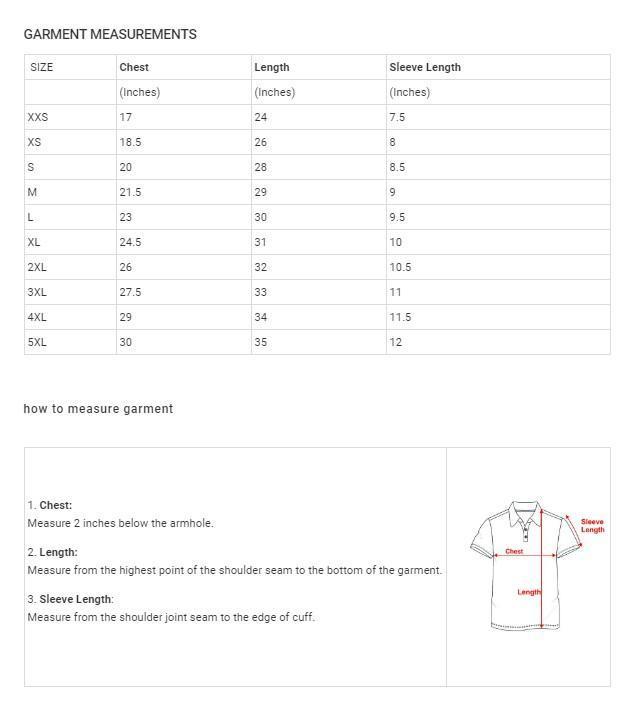 GARMENT MEASUREMENTS
SIZE Chest Length Sleeve Length
(Inches) (Inches) (Inches)
XXS 17 24 7.5
XS 18.5 26 8
S 20 28 8.5
M 21.5 29 9
L 23 30 9.5
XL 24.5 31 10
2XL 26 32 10.5
3XL 27.5 33 11
4XL 29 34 11.5
5XL 30 35 12
how to measure garment
1. Chest:
Measure 2 inches below the armhole.
2. Length:
Measure from the highest point of the shoulder seam to the bottom of the garment.
3. Sleeve Length:
Measure from the shoulder joint seam to the edge of cuff.
Sleeve
Length
Chest
Length